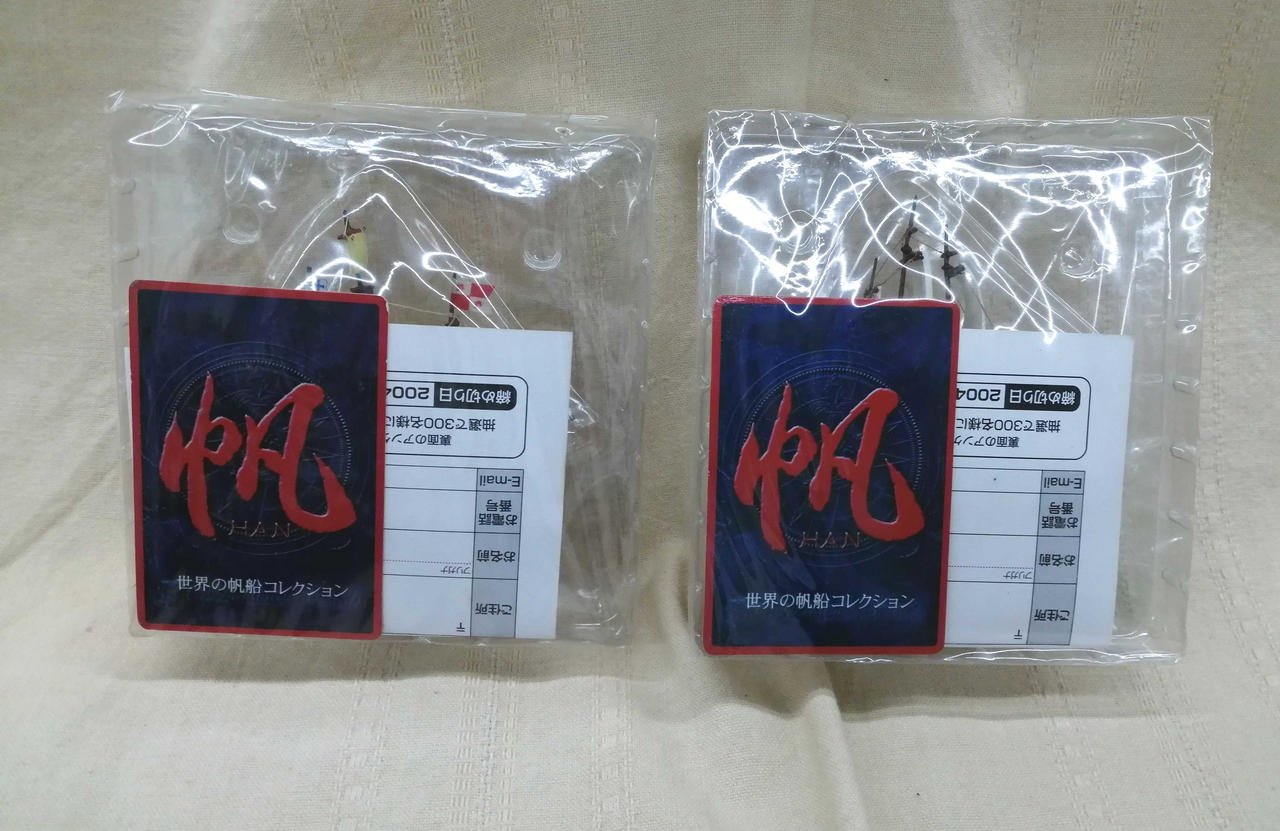 帆
HAN
世界の帆船コレクション
ご住所
〒
フリガナ
お名前
お電話
番号
E-mail
裏面のアンケ
抽選で300名様に
締め切り日 2004
帆
HAN
世界の帆船コレクション
ご住所
〒
フリガナ
お名前
お電話
番号
E-mail
裏面のアン
抽選で300名様に
締め切り日 2004